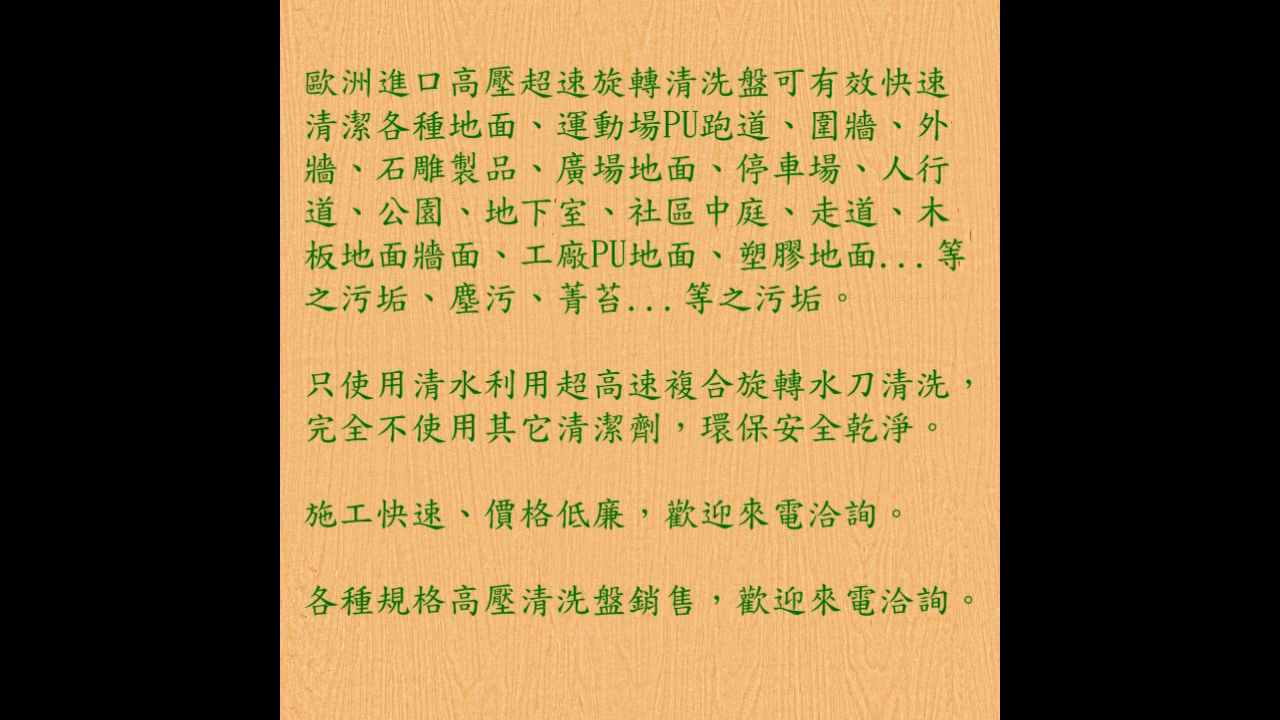 歐洲進口高壓超速旋轉清洗盤可有效快速
清潔各種地面、運動場PU跑道、圍牆、外
牆、石雕製品、廣場地面、停車場、人行
道、公園、地下室、社區中庭、走道、木
板地面牆面、工廠PU地面、塑膠地面...等
之污垢、塵污、菁苔...等之污垢。
只使用清水利用超高速複合旋轉水刀清洗，
完全不使用其它清潔劑，環保安全乾淨。
施工快速、價格低廉，歡迎來電洽詢。
各種規格高壓清洗盤銷售，歡迎來電洽詢。